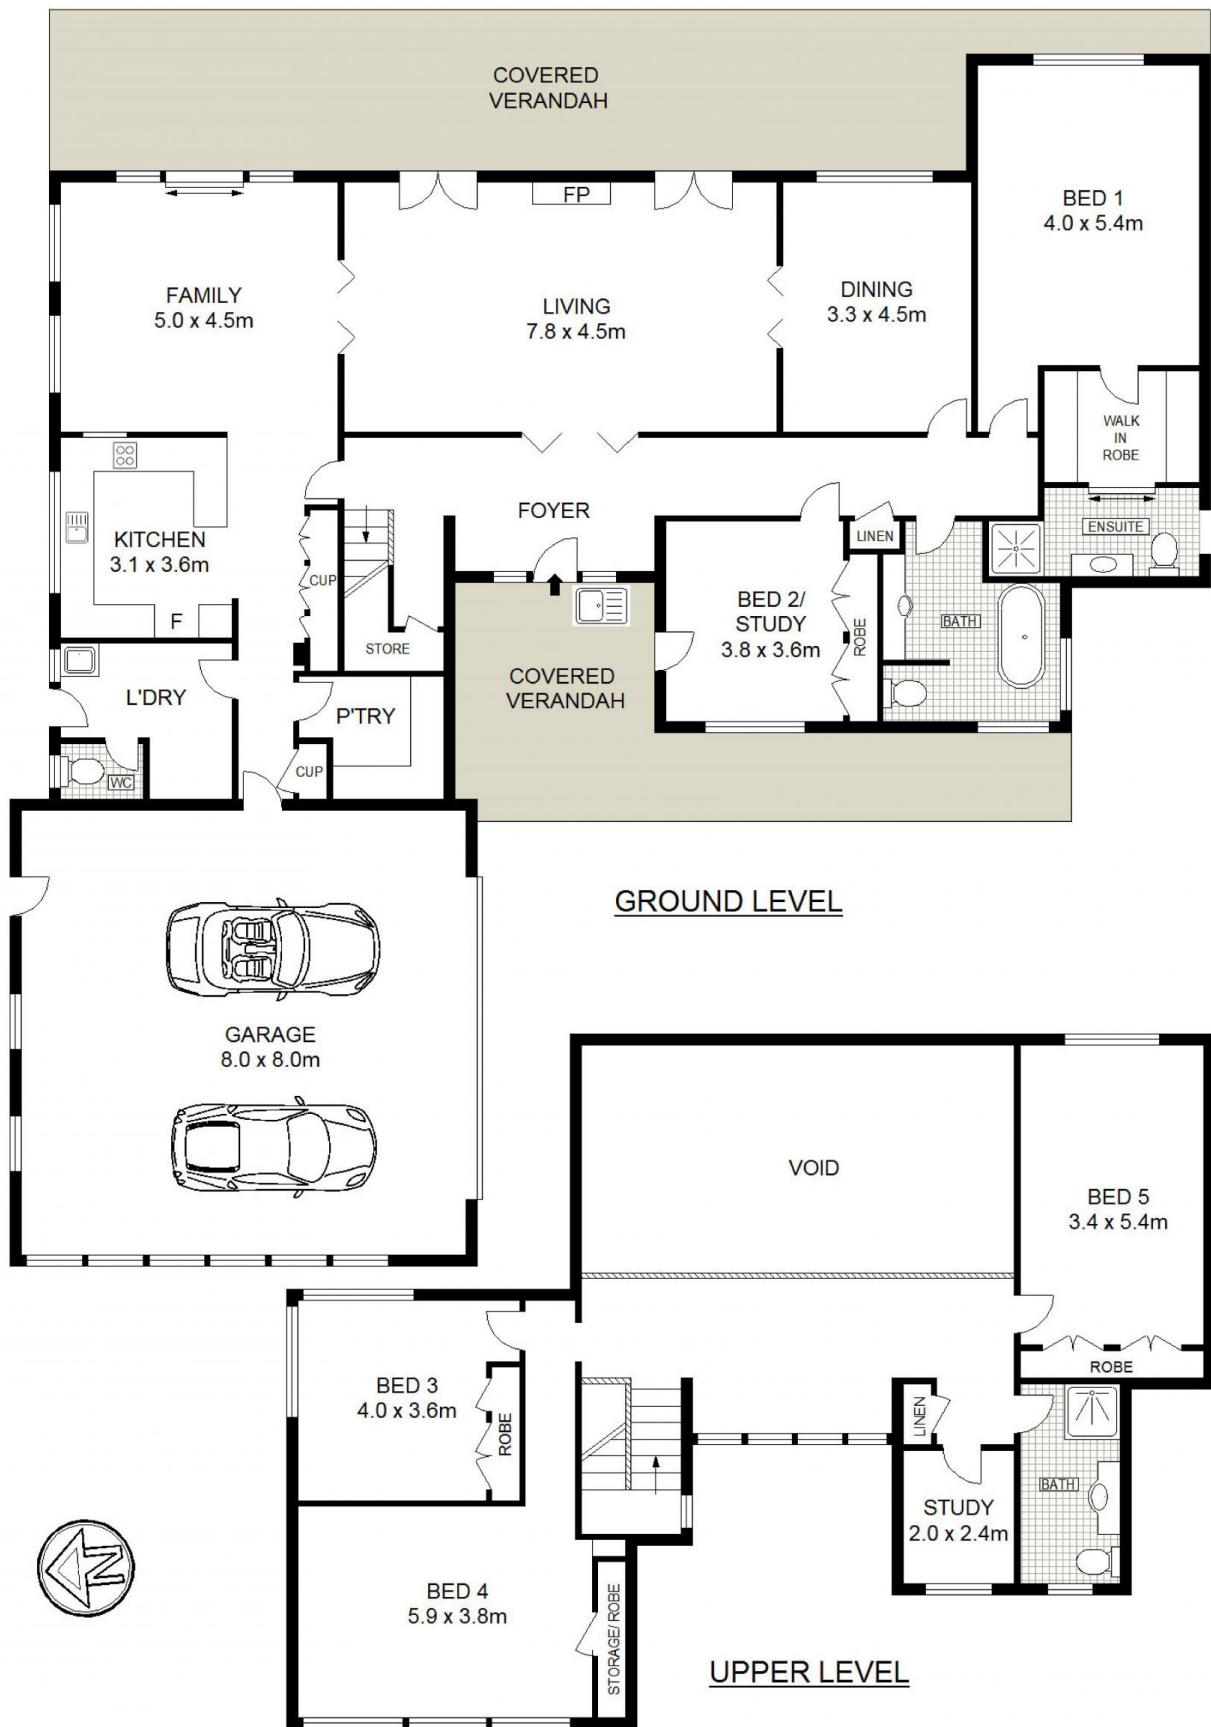 COVERED
VERANDAH
FP
BED 1
4.0 x 5.4m
FAMILY
5.0 x 4.5m
LIVING
7.8 x 4.5m
DINING
3.3 x 4.5m
WALK
IN
ROBE
KITCHEN
3.1 x 3.6m
F
CUP
FOYER
LINEN
ENSUITE
STORE
BED 2/
STUDY
3.8 x 3.6m
ROBE
BATH
COVERED
VERANDAH
L'DRY
P'TRY
WC
CUP
GROUND LEVEL
GARAGE
8.0 x 8.0m
VOID
BED 5
3.4 x 5.4m
ROBE
BED 3
4.0 x 3.6m
ROBE
LINEN
BATH
STUDY
2.0 x 2.4m
N
BED 4
5.9 x 3.8m
STORAGE/ROBE
UPPER LEVEL